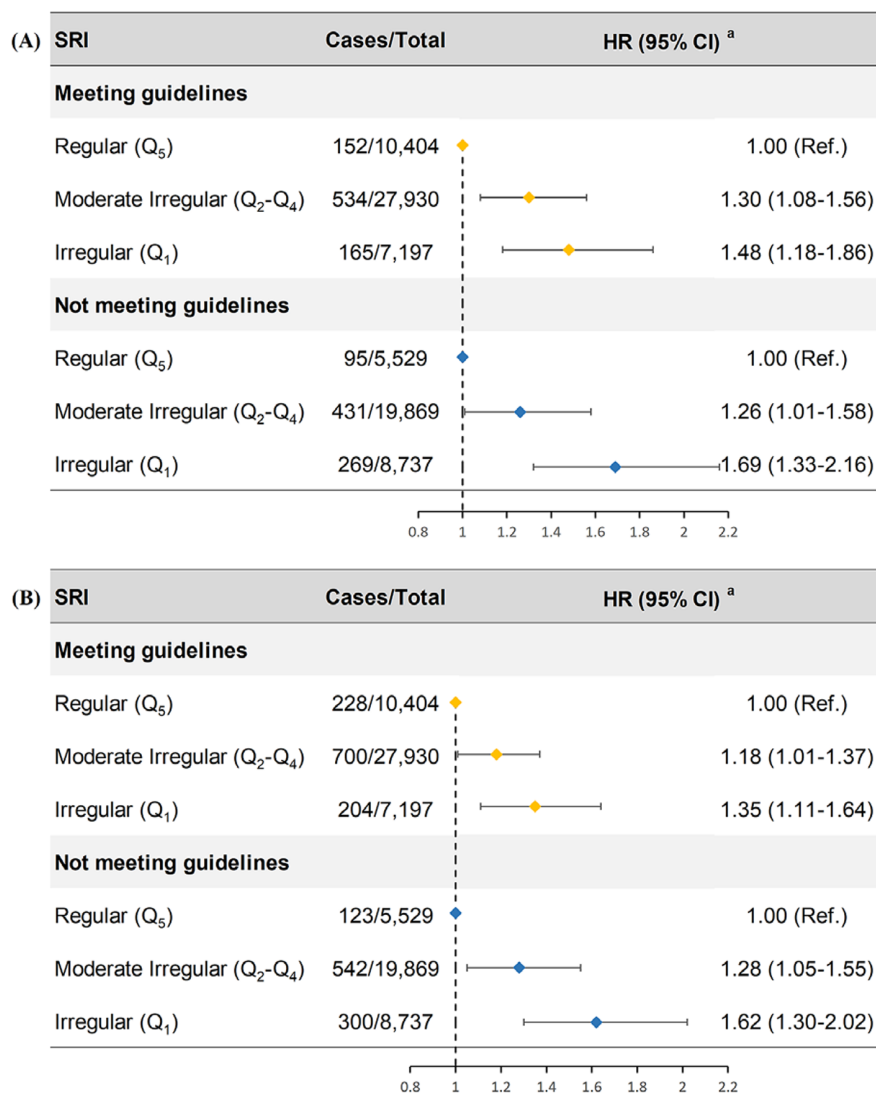 (A) SRI Cases/Total HR (95% CI) a
Meeting guidelines
Regular (Q5) 152/10,404 1.00 (Ref.)
Moderate Irregular (Q2-Q4) 534/27,930 1.30 (1.08-1.56)
Irregular (Q1) 165/7,197 1.48 (1.18-1.86)
Not meeting guidelines
Regular (Q5) 95/5,529 1.00 (Ref.)
Moderate Irregular (Q2-Q4) 431/19,869 1.26 (1.01-1.58)
Irregular (Q1) 269/8,737 1.69 (1.33-2.16)
0.8 1 1.2 1.4 1.6 1.8 2 2.2
(B) SRI Cases/Total HR (95% CI) a
Meeting guidelines
Regular (Q5) 228/10,404 1.00 (Ref.)
Moderate Irregular (Q2-Q4) 700/27,930 1.18 (1.01-1.37)
Irregular (Q1) 204/7,197 1.35 (1.11-1.64)
Not meeting guidelines
Regular (Q5) 123/5,529 1.00 (Ref.)
Moderate Irregular (Q2-Q4) 542/19,869 1.28 (1.05-1.55)
Irregular (Q1) 300/8,737 1.62 (1.30-2.02)
0.8 1 1.2 1.4 1.6 1.8 2 2.2